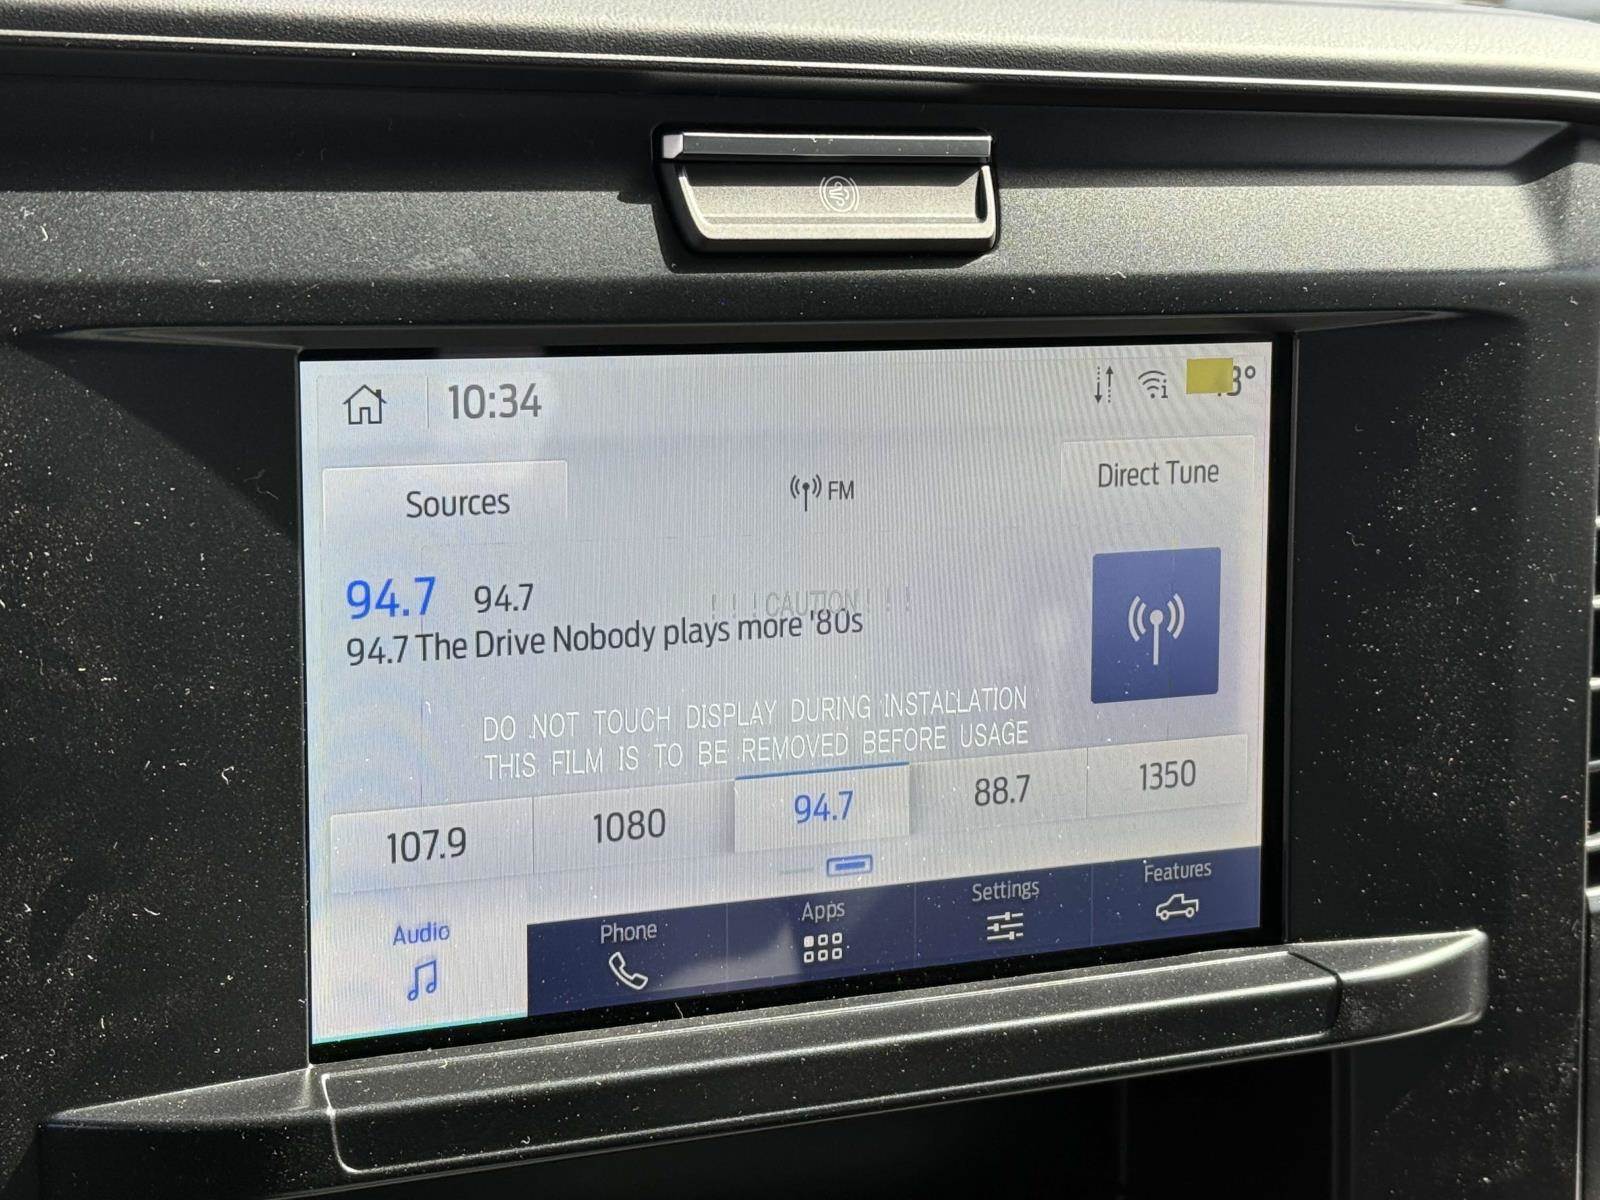 10:34
3°
Sources
FM
Direct Tune
94.7 94.7
! ! ! CAUTION ! ! !
94.7 The Drive Nobody plays more '80s
DO NOT TOUCH DISPLAY DURING INSTALLATION
THIS FILM IS TO BE REMOVED BEFORE USAGE
107.9 1080 94.7 88.7 1350
Audio Phone Apps Settings Features